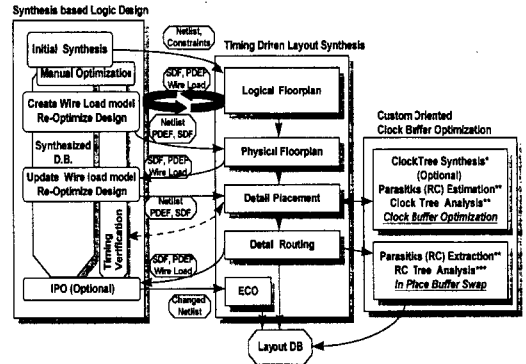 Synthesis based Logic Design
Initial Synthesis
Manual Optimization
Create Wire Load model
Re-Optimize Design
Synthesized
D.B.
Update Wire load model
Re-Optimize Design
Timing
Verification
IPO (Optional)
Netlist,
Constraints
SDF, PDEF
Wire Load
Netlist
PDEF, SDF
SDF, PDEF
Wire Load
Netlist
PDEF, SDF
SDF, PDEF
Wire Load
Changed
Netlist
Timing Driven Layout Synthesis
Logical Floorplan
Physical Floorplan
Detail Placement
Detail Routing
ECO
Layout DB
Custom Oriented
Clock Buffer Optimization
ClockTree Synthesis*
(Optional)
Parasitics (RC) Estimation**
Clock Tree Analysis**
Clock Buffer Optimization
Parasitics (RC) Extraction**
RC Tree Analysis***
In Place Buffer Swap